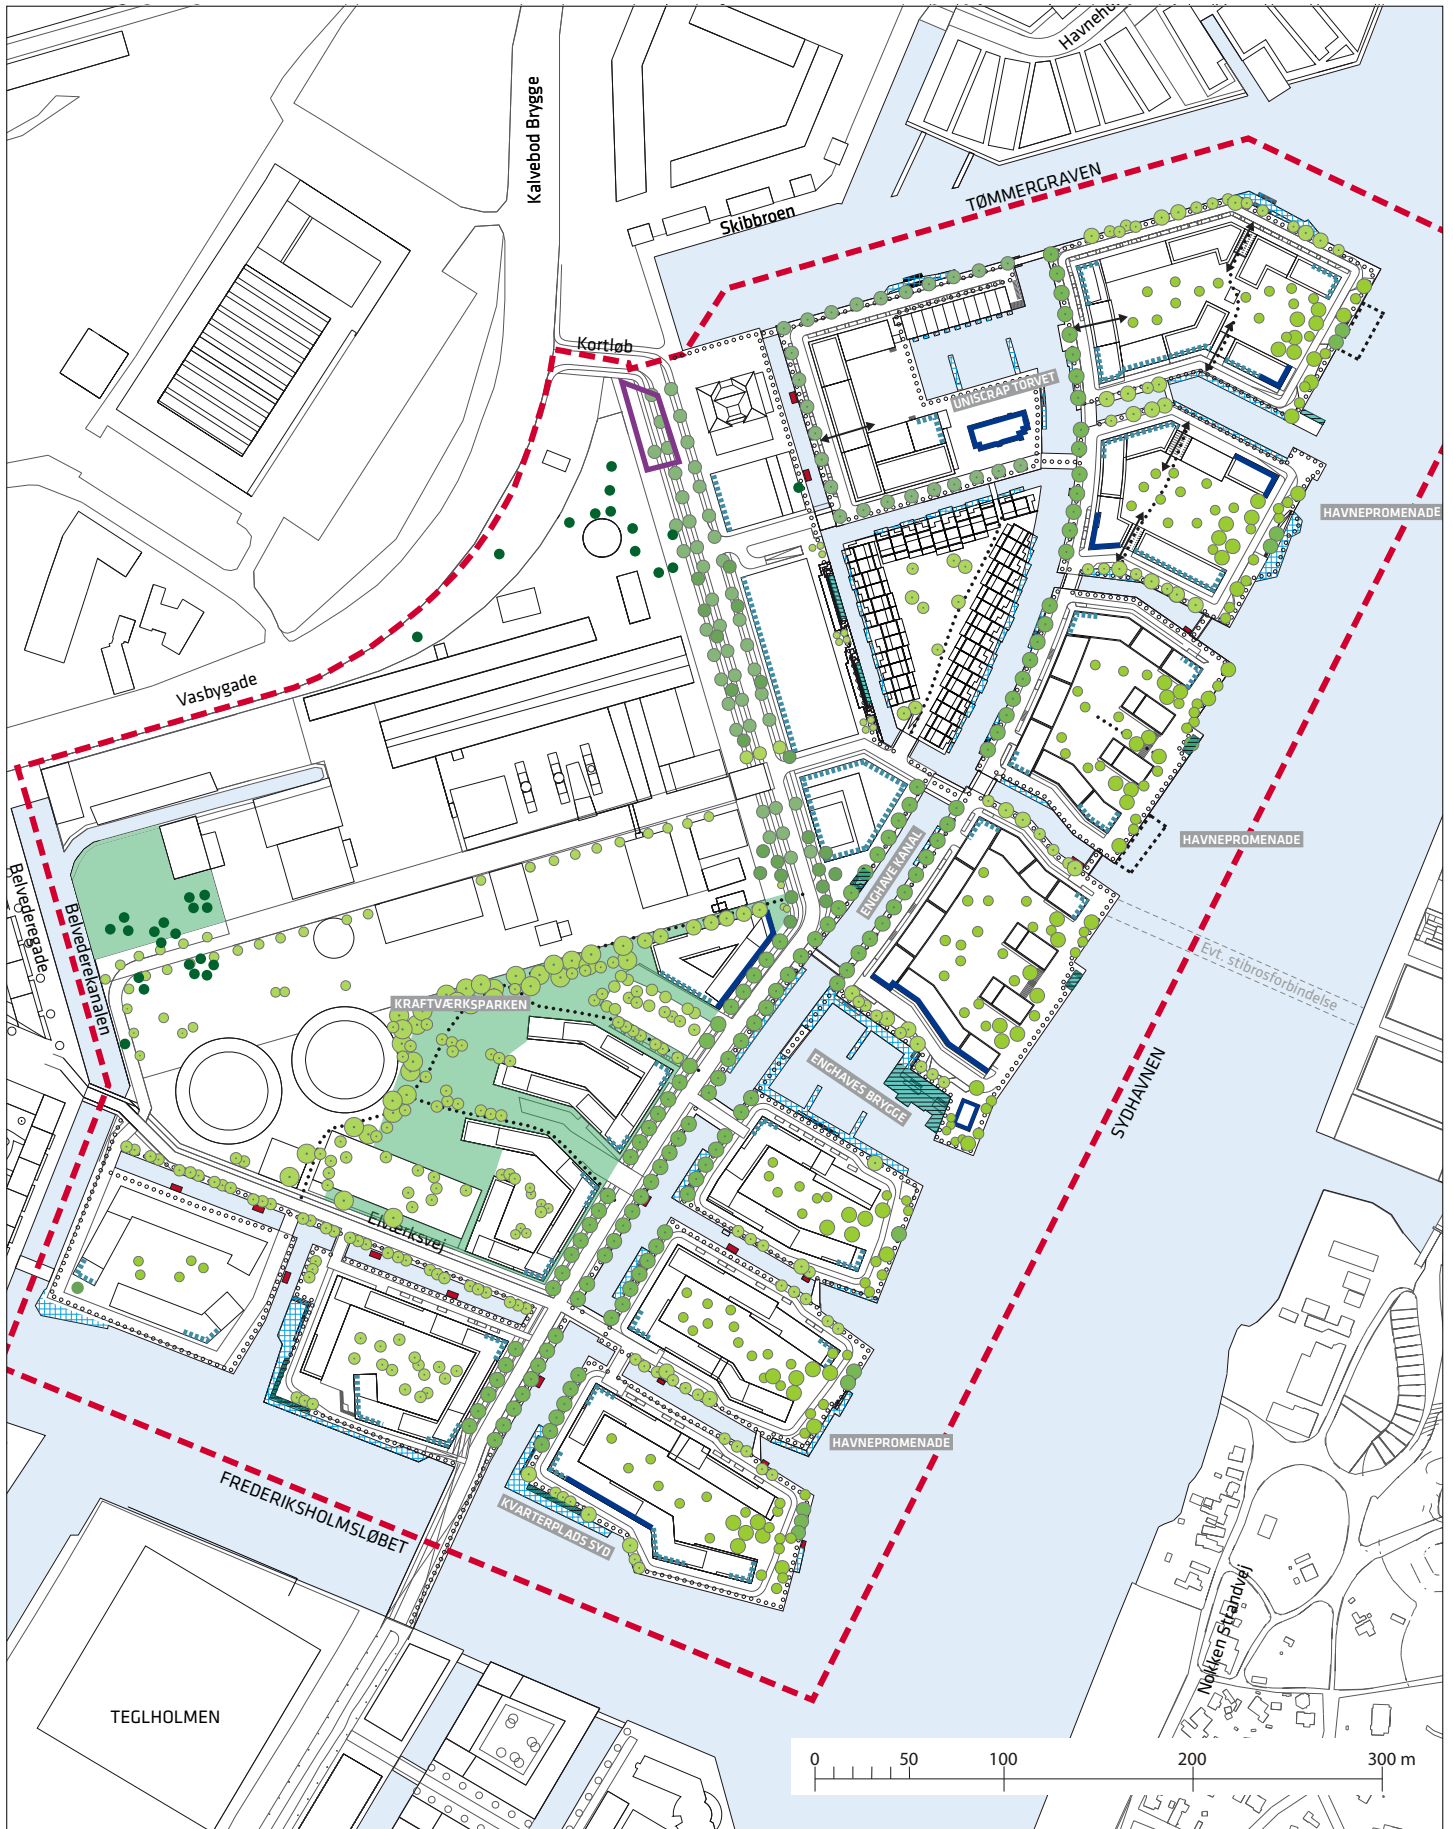 Havneho
Kalvebod Brygge
TØMMERGRAVEN
Skibbroen
Kortløb
UNISCRAP TORVET
HAVNEPROMENADE
Vasbygade
HAVNEPROMENADE
ENGHAVE KANAL
Belvederegade
Belvederekanalen
Evt. stibrosforbindelse
KRAFTVÆRKSPARKEN
ENGHAVES BRYGGE
SYDHAVNEN
Elværksvej
HAVNEPROMENADE
FREDERIKSHOLMSLØBET
KVARTERPLADS SYD
Nokken Strandvej
TEGLHOLMEN
0 50 100 200 300 m